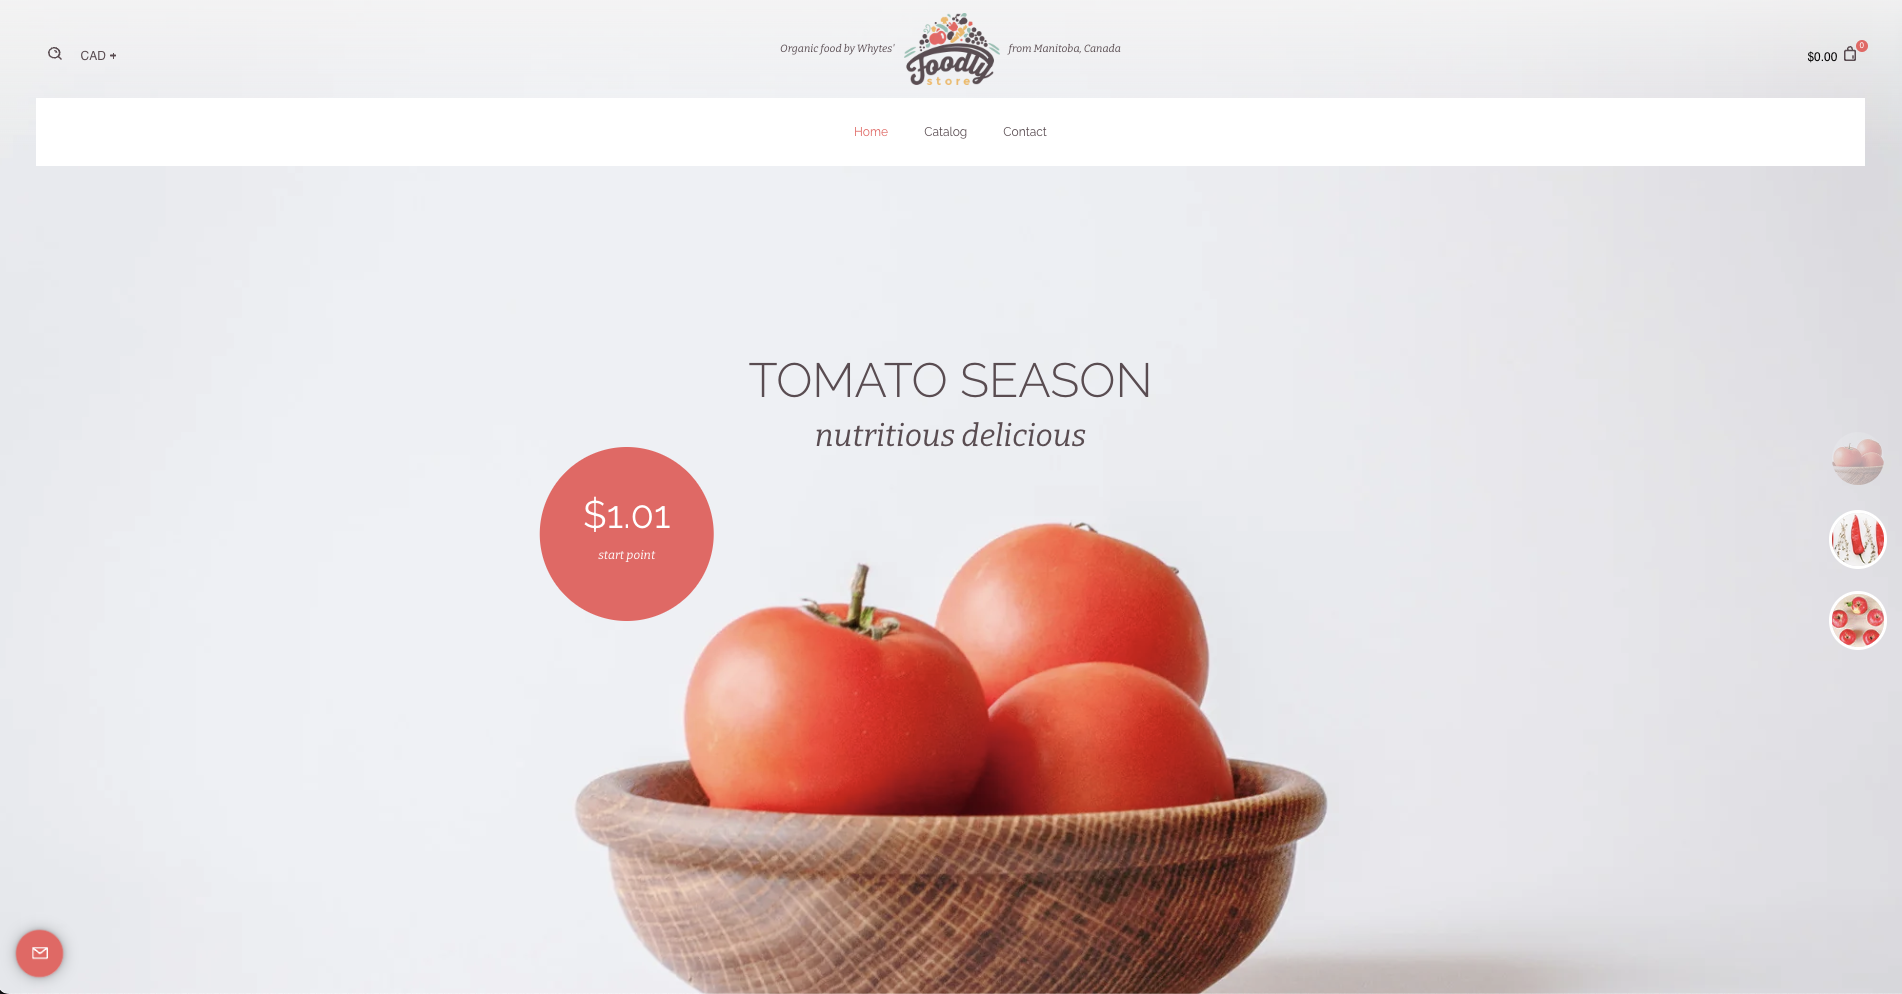 CAD +
Organic food by Whytes'
Foodly
store
from Manitoba, Canada
$0.00
0
Home
Catalog
Contact
TOMATO SEASON
nutritious delicious
$1.01
start point